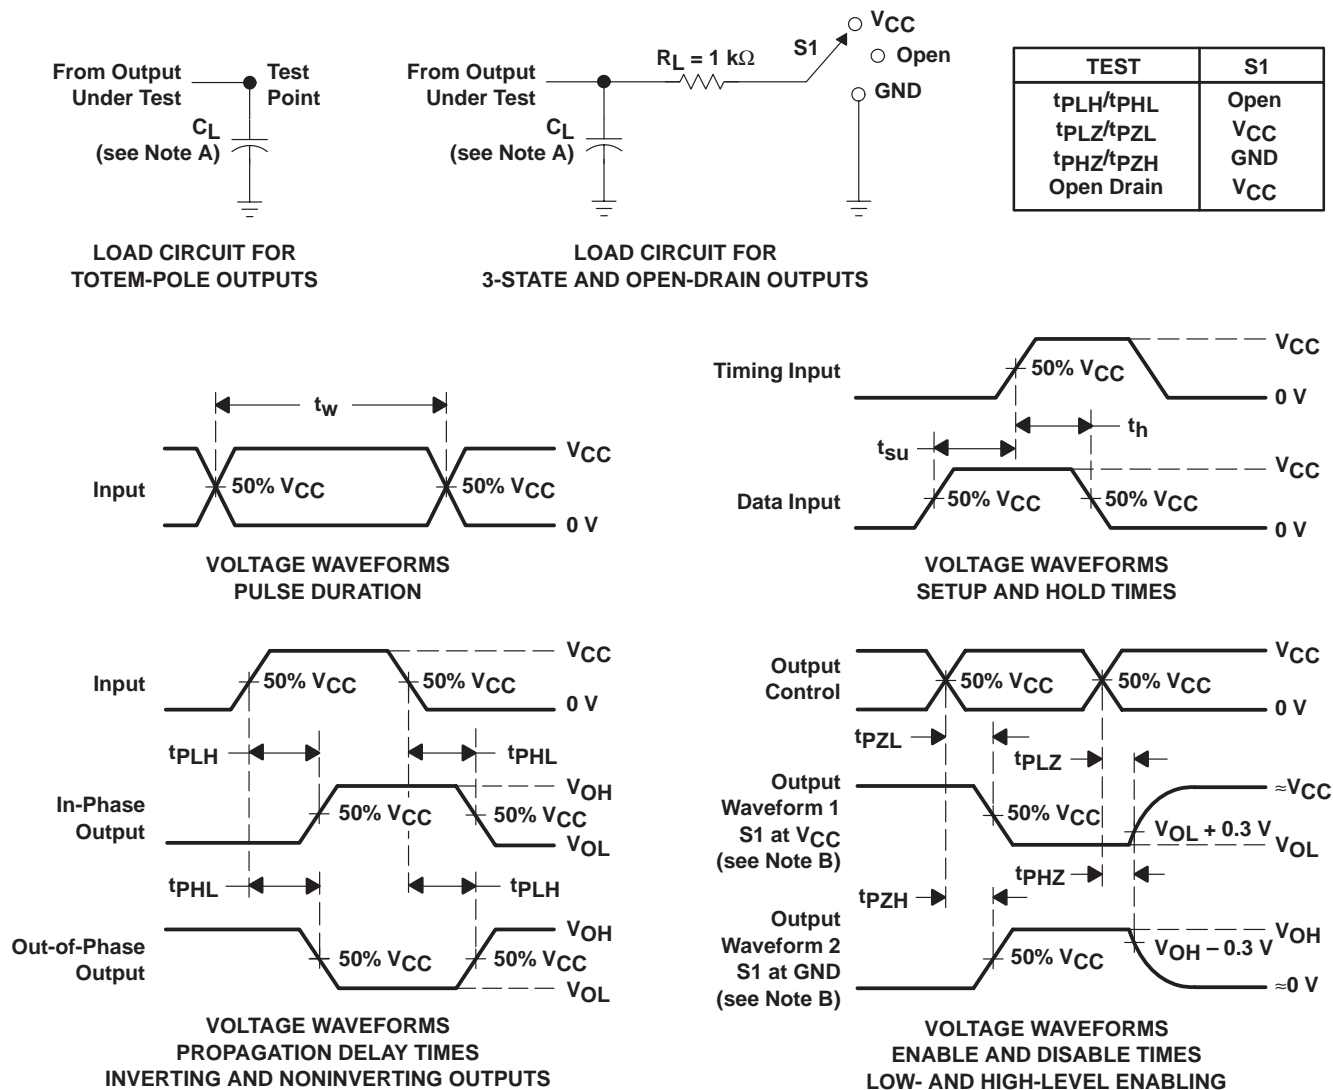 From Output
Under Test
Test
Point
CL
(see Note A)
LOAD CIRCUIT FOR
TOTEM-POLE OUTPUTS
From Output
Under Test
RL = 1 kΩ
S1
VCC
Open
GND
CL
(see Note A)
LOAD CIRCUIT FOR
3-STATE AND OPEN-DRAIN OUTPUTS
TEST S1
tPLH/tPHL Open
tPLZ/tPZL VCC
tPHZ/tPZH GND
Open Drain VCC
tw
Input
50% VCC
50% VCC
VCC
0 V
VOLTAGE WAVEFORMS
PULSE DURATION
Timing Input
50% VCC
VCC
0 V
tsu
th
Data Input
50% VCC
50% VCC
VCC
0 V
VOLTAGE WAVEFORMS
SETUP AND HOLD TIMES
Input
50% VCC
50% VCC
VCC
0 V
tPLH
tPHL
In-Phase
Output
50% VCC
50% VCC
VOH
VOL
tPHL
tPLH
Out-of-Phase
Output
50% VCC
50% VCC
VOH
VOL
VOLTAGE WAVEFORMS
PROPAGATION DELAY TIMES
INVERTING AND NONINVERTING OUTPUTS
Output
Control
50% VCC
50% VCC
VCC
0 V
tPZL
tPLZ
Output
Waveform 1
S1 at VCC
(see Note B)
50% VCC
VOL + 0.3 V
≈VCC
VOL
tPZH
tPHZ
Output
Waveform 2
S1 at GND
(see Note B)
50% VCC
VOH − 0.3 V
VOH
≈0 V
VOLTAGE WAVEFORMS
ENABLE AND DISABLE TIMES
LOW- AND HIGH-LEVEL ENABLING